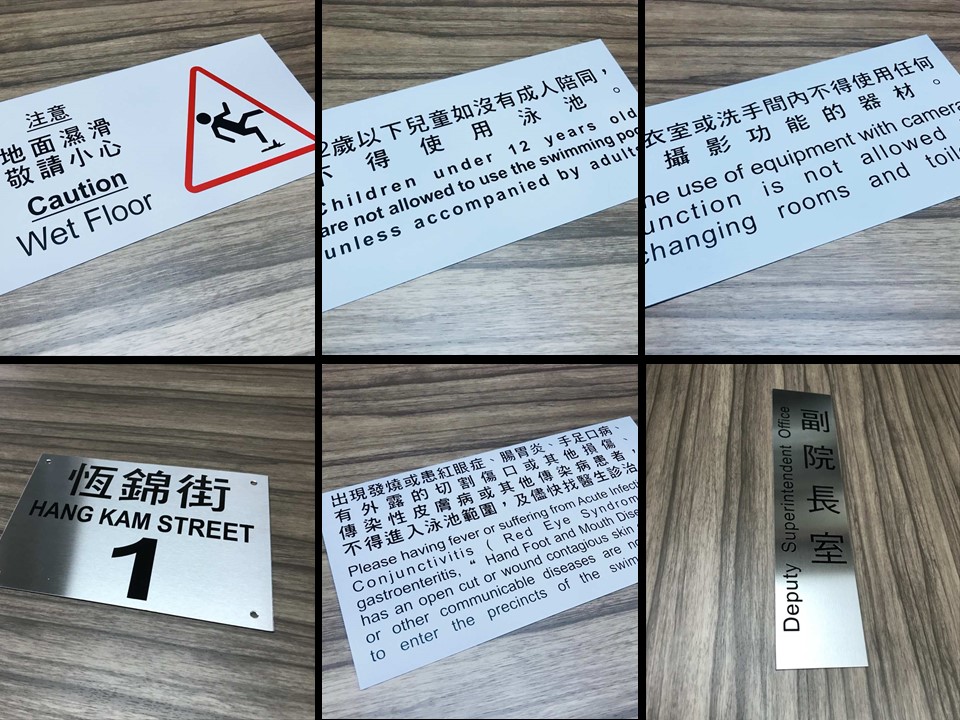 注意
地面濕滑
敬請小心
Caution
Wet Floor
2歲以下兒童如沒有成人陪同，
不得使用泳池。
Children under 12 years old
are not allowed to use the swimming poo
unless accompanied by adults
衣室或洗手間內不得使用任何
攝影功能的器材。
he use of equipment with camera
unction is not allowed
changing rooms and toile
恆錦街
HANG KAM STREET
1
出現發燒或患紅眼症、腸胃炎、手足口病、
有外露的切割傷口或其他損傷、
傳染性皮膚病或其他傳染病患者，
不得進入泳池範圍，及儘快找醫生診治
Please having fever or suffering from Acute Infecti
Conjunctivitis ( Red Eye Syndrom
gastroenteritis, “ Hand Foot and Mouth Dise
has an open cut or wound contagious skin
or other communicable diseases are no
to enter the precincts of the swim
副院長室
Deputy Superintendent Office